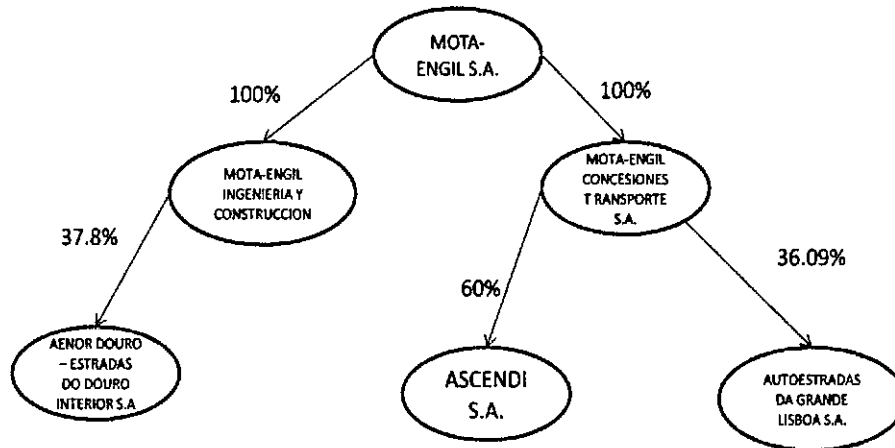 MOTA-
ENGIL S.A.
100%
100%
MOTA-ENGIL
INGENIERIA Y
CONSTRUCCION
MOTA-ENGIL
CONCESIONES
T RANSPORTE
S.A.
37.8%
60%
36.09%
AENOR DOURO
– ESTRADAS
DO DOURO
INTERIOR S.A
ASCENDI
S.A.
AUTOESTRADAS
DA GRANDE
LISBOA S.A.